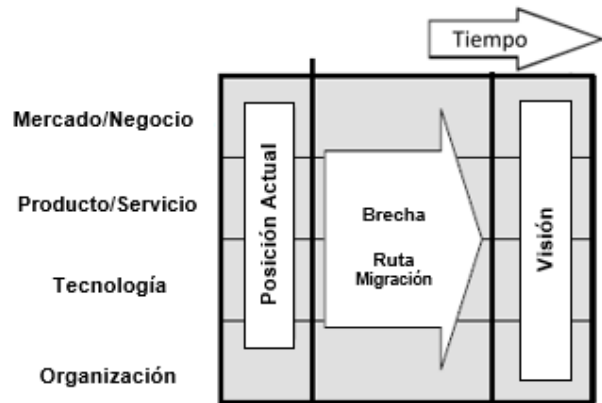 Tiempo
Mercado/Negocio
Producto/Servicio
Tecnología
Organización
Posición Actual
Brecha
Ruta
Migración
Visión